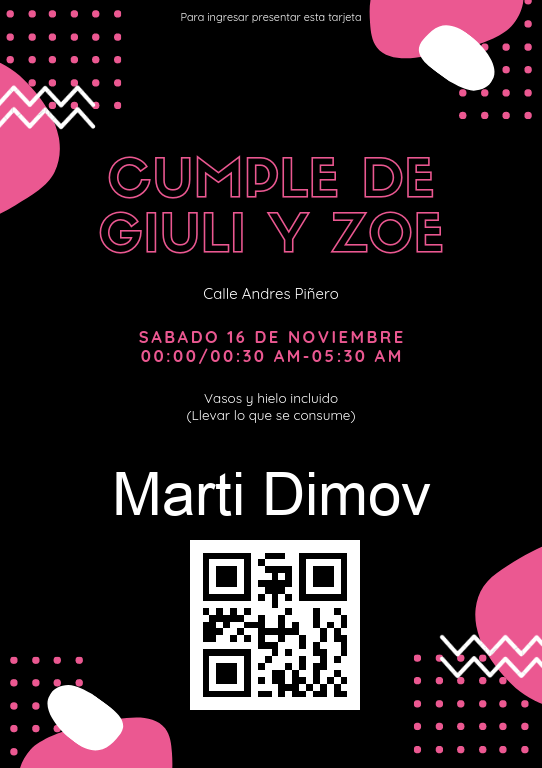 Para ingresar presentar esta tarjeta
CUMPLE DE
GIULI Y ZOE
Calle Andres Piñero
SABADO 16 DE NOVIEMBRE
00:00/00:30 AM-05:30 AM
Vasos y hielo incluido
(Llevar lo que se consume)
Marti Dimov